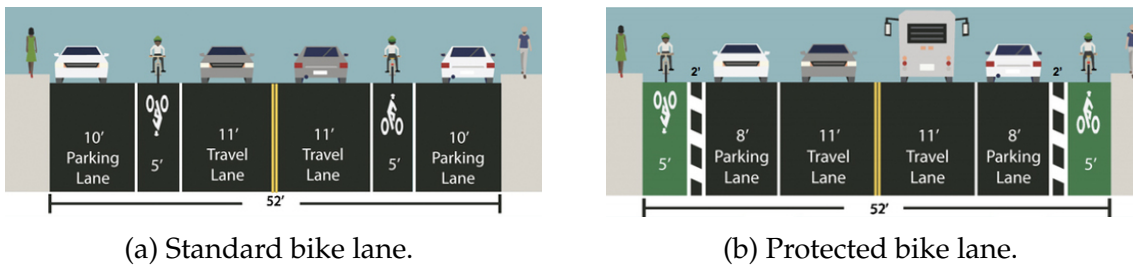 10'
Parking
Lane
5'
11'
Travel
Lane
11'
Travel
Lane
5'
10'
Parking
Lane
52'
(a) Standard bike lane.
5'
2'
8'
Parking
Lane
11'
Travel
Lane
11'
Travel
Lane
8'
Parking
Lane
2'
5'
52'
(b) Protected bike lane.